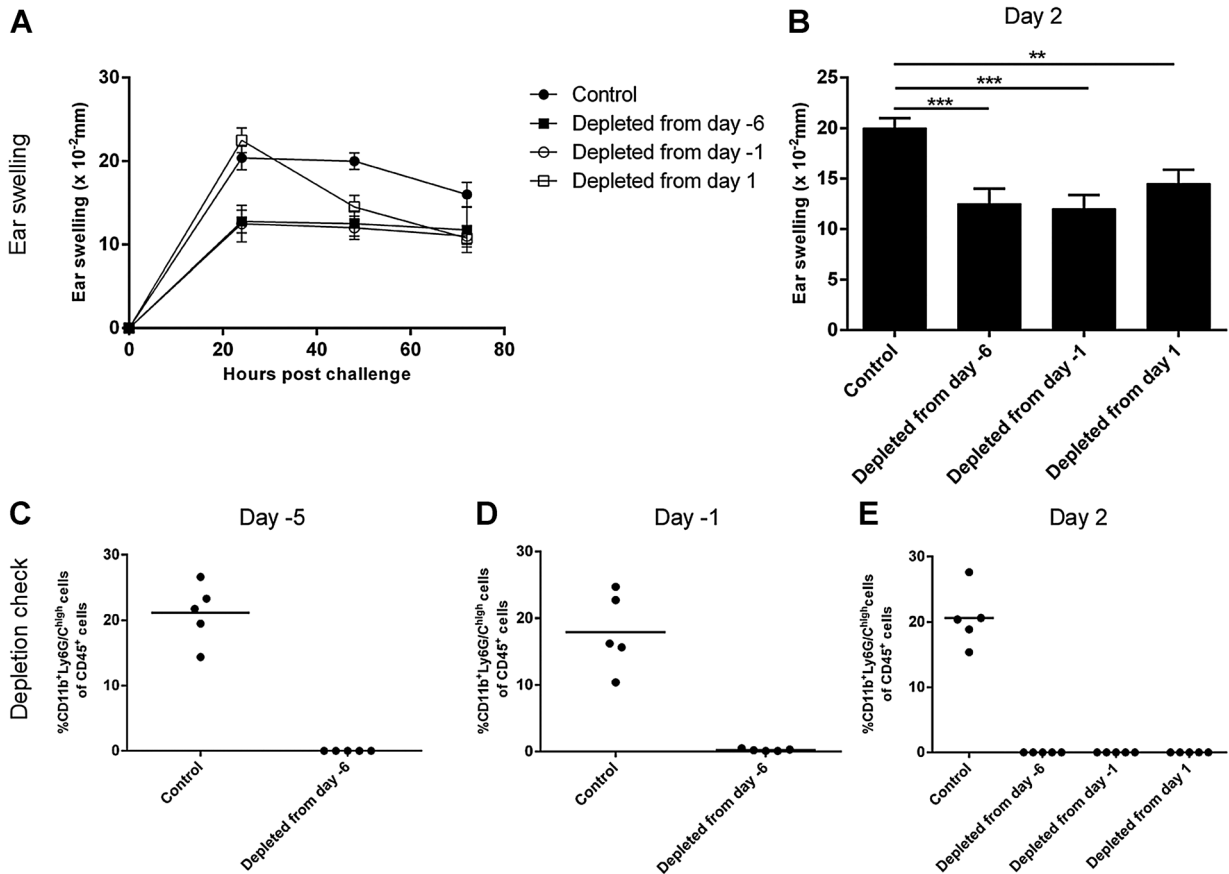 A
Ear swelling
Ear swelling (x 10⁻²mm)
30
20
10
0
0
20
40
60
80
Hours post challenge
Control
Depleted from day -6
Depleted from day -1
Depleted from day 1
B
Day 2
Ear swelling (x 10⁻²mm)
25
20
15
10
5
0
**
***
***
Control
Depleted from day -6
Depleted from day -1
Depleted from day 1
Depletion check
C
Day -5
%CD11b⁺Ly6G/Cʰⁱᵍʰ cells
of CD45⁺ cells
30
20
10
0
Control
Depleted from day -6
D
Day -1
%CD11b⁺Ly6G/Cʰⁱᵍʰ cells
of CD45⁺ cells
30
20
10
0
Control
Depleted from day -6
E
Day 2
%CD11b⁺Ly6G/Cʰⁱᵍʰcells
of CD45⁺ cells
30
20
10
0
Control
Depleted from day -6
Depleted from day -1
Depleted from day 1